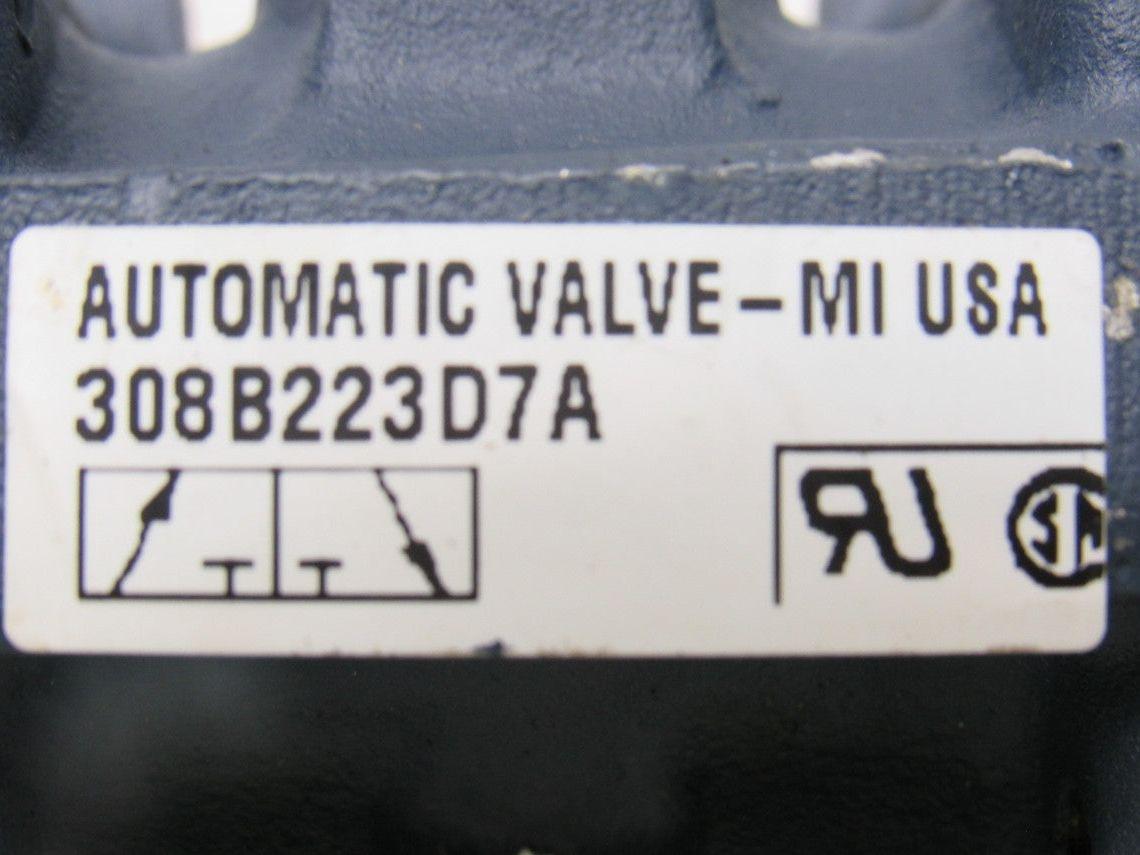 AUTOMATIC VALVE – MI USA
308B223D7A